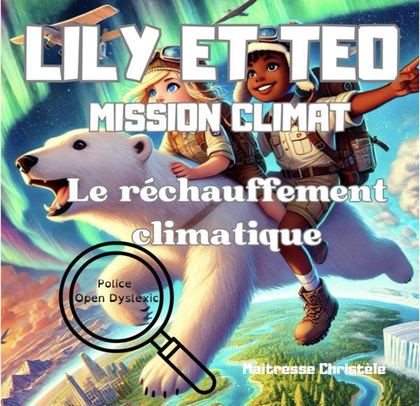 LILY ET TEO
MISSION CLIMAT
Le réchauffement
climatique
Police
Open Dyslexic
Maitresse Christèle